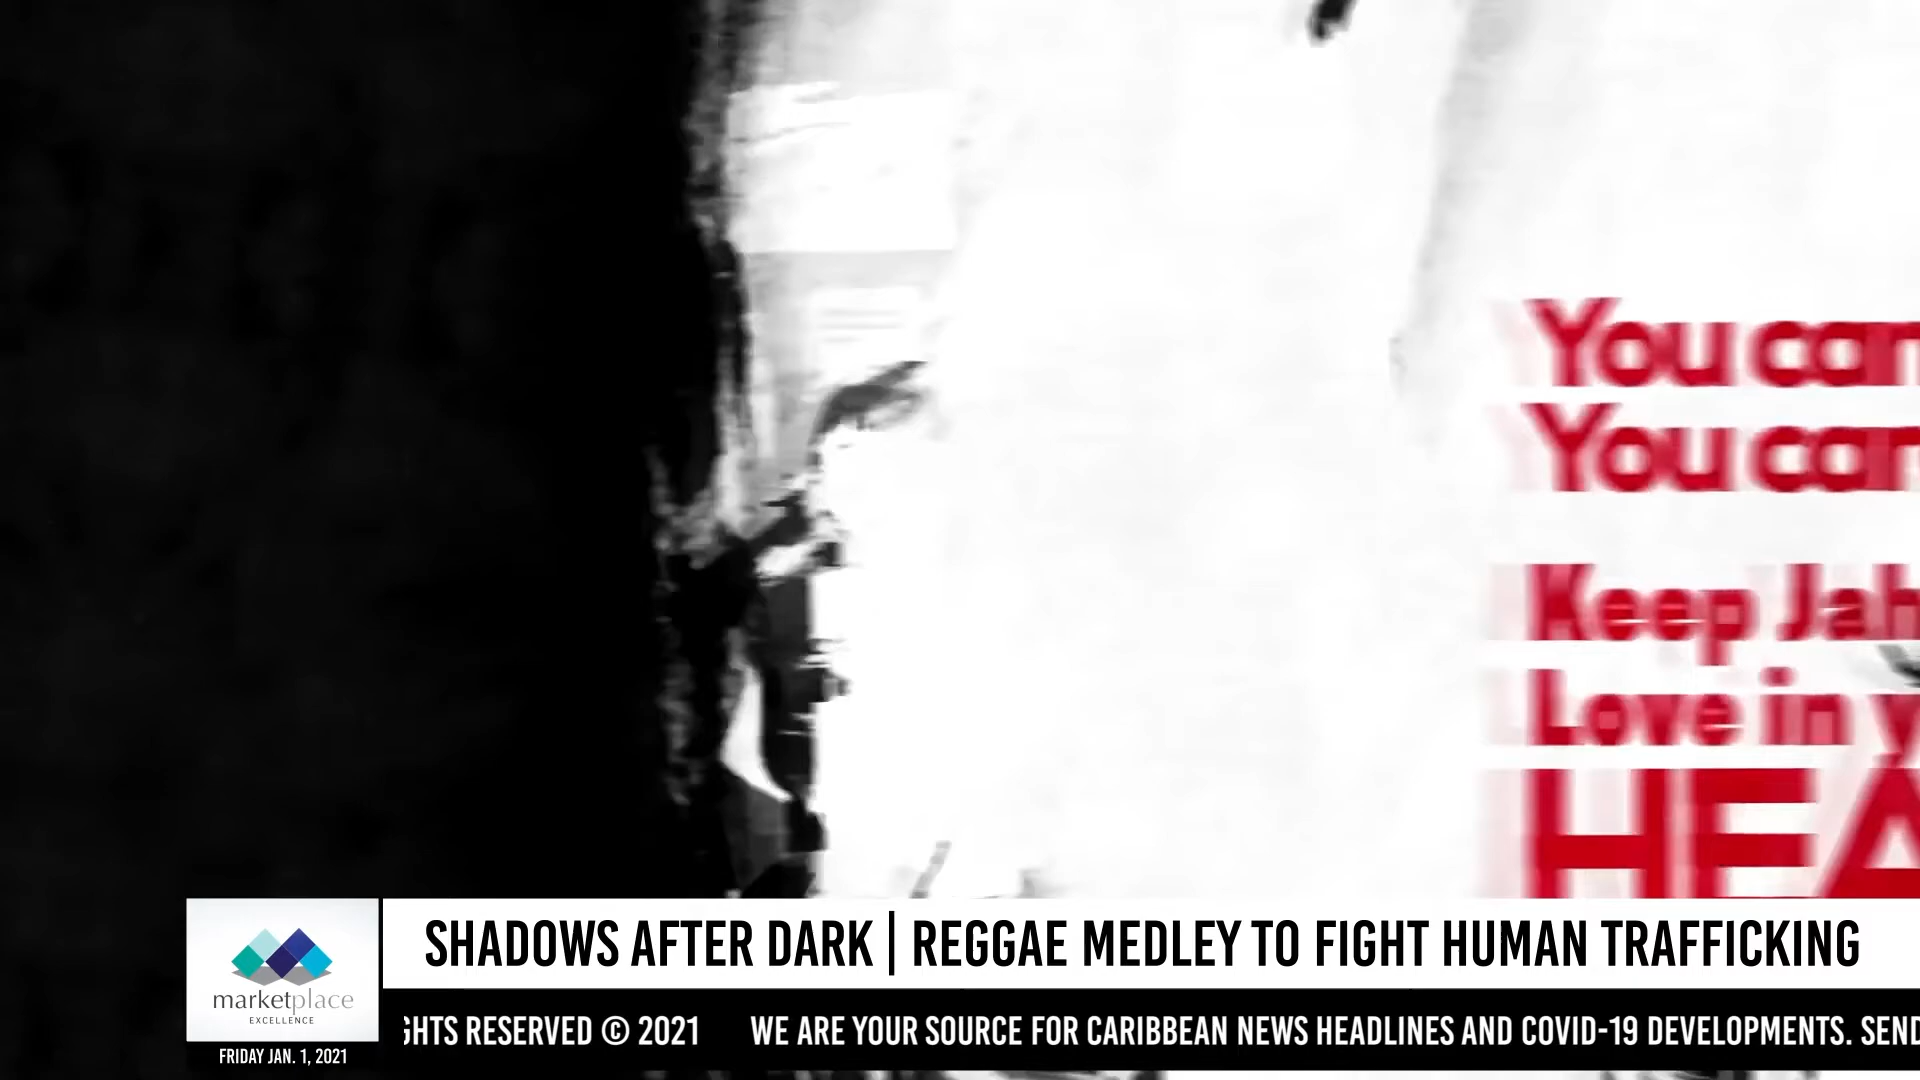 You can
You can
Keep Jah
Love in y
HEA
SHADOWS AFTER DARK | REGGAE MEDLEY TO FIGHT HUMAN TRAFFICKING
marketplace
EXCELLENCE
GHTS RESERVED © 2021 WE ARE YOUR SOURCE FOR CARIBBEAN NEWS HEADLINES AND COVID-19 DEVELOPMENTS. SEND
FRIDAY JAN. 1, 2021